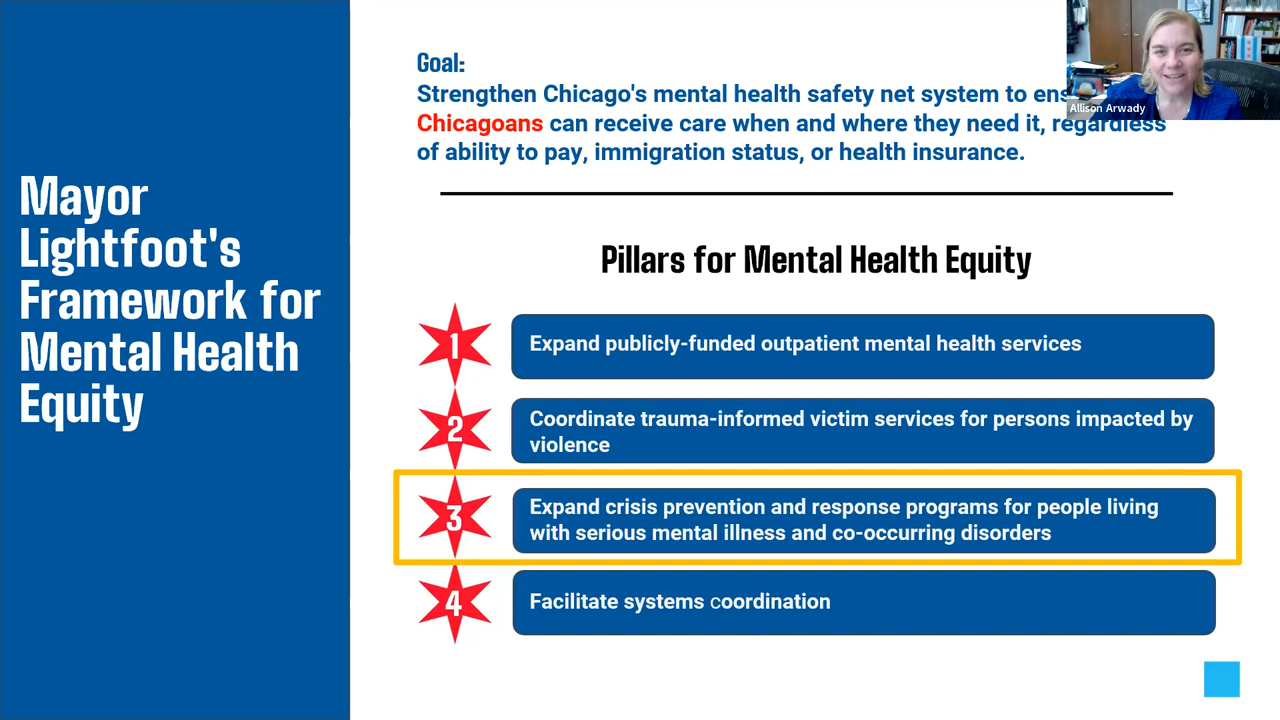 Mayor
Lightfoot's
Framework for
Mental Health
Equity
Goal:
Strengthen Chicago's mental health safety net system to
Chicagoans can receive care when and where they need it, regardless
of ability to pay, immigration status, or health insurance.
Allison Arwady
Pillars for Mental Health Equity
1
Expand publicly-funded outpatient mental health services
2
Coordinate trauma-informed victim services for persons impacted by
violence
3
Expand crisis prevention and response programs for people living
with serious mental illness and co-occurring disorders
4
Facilitate systems coordination